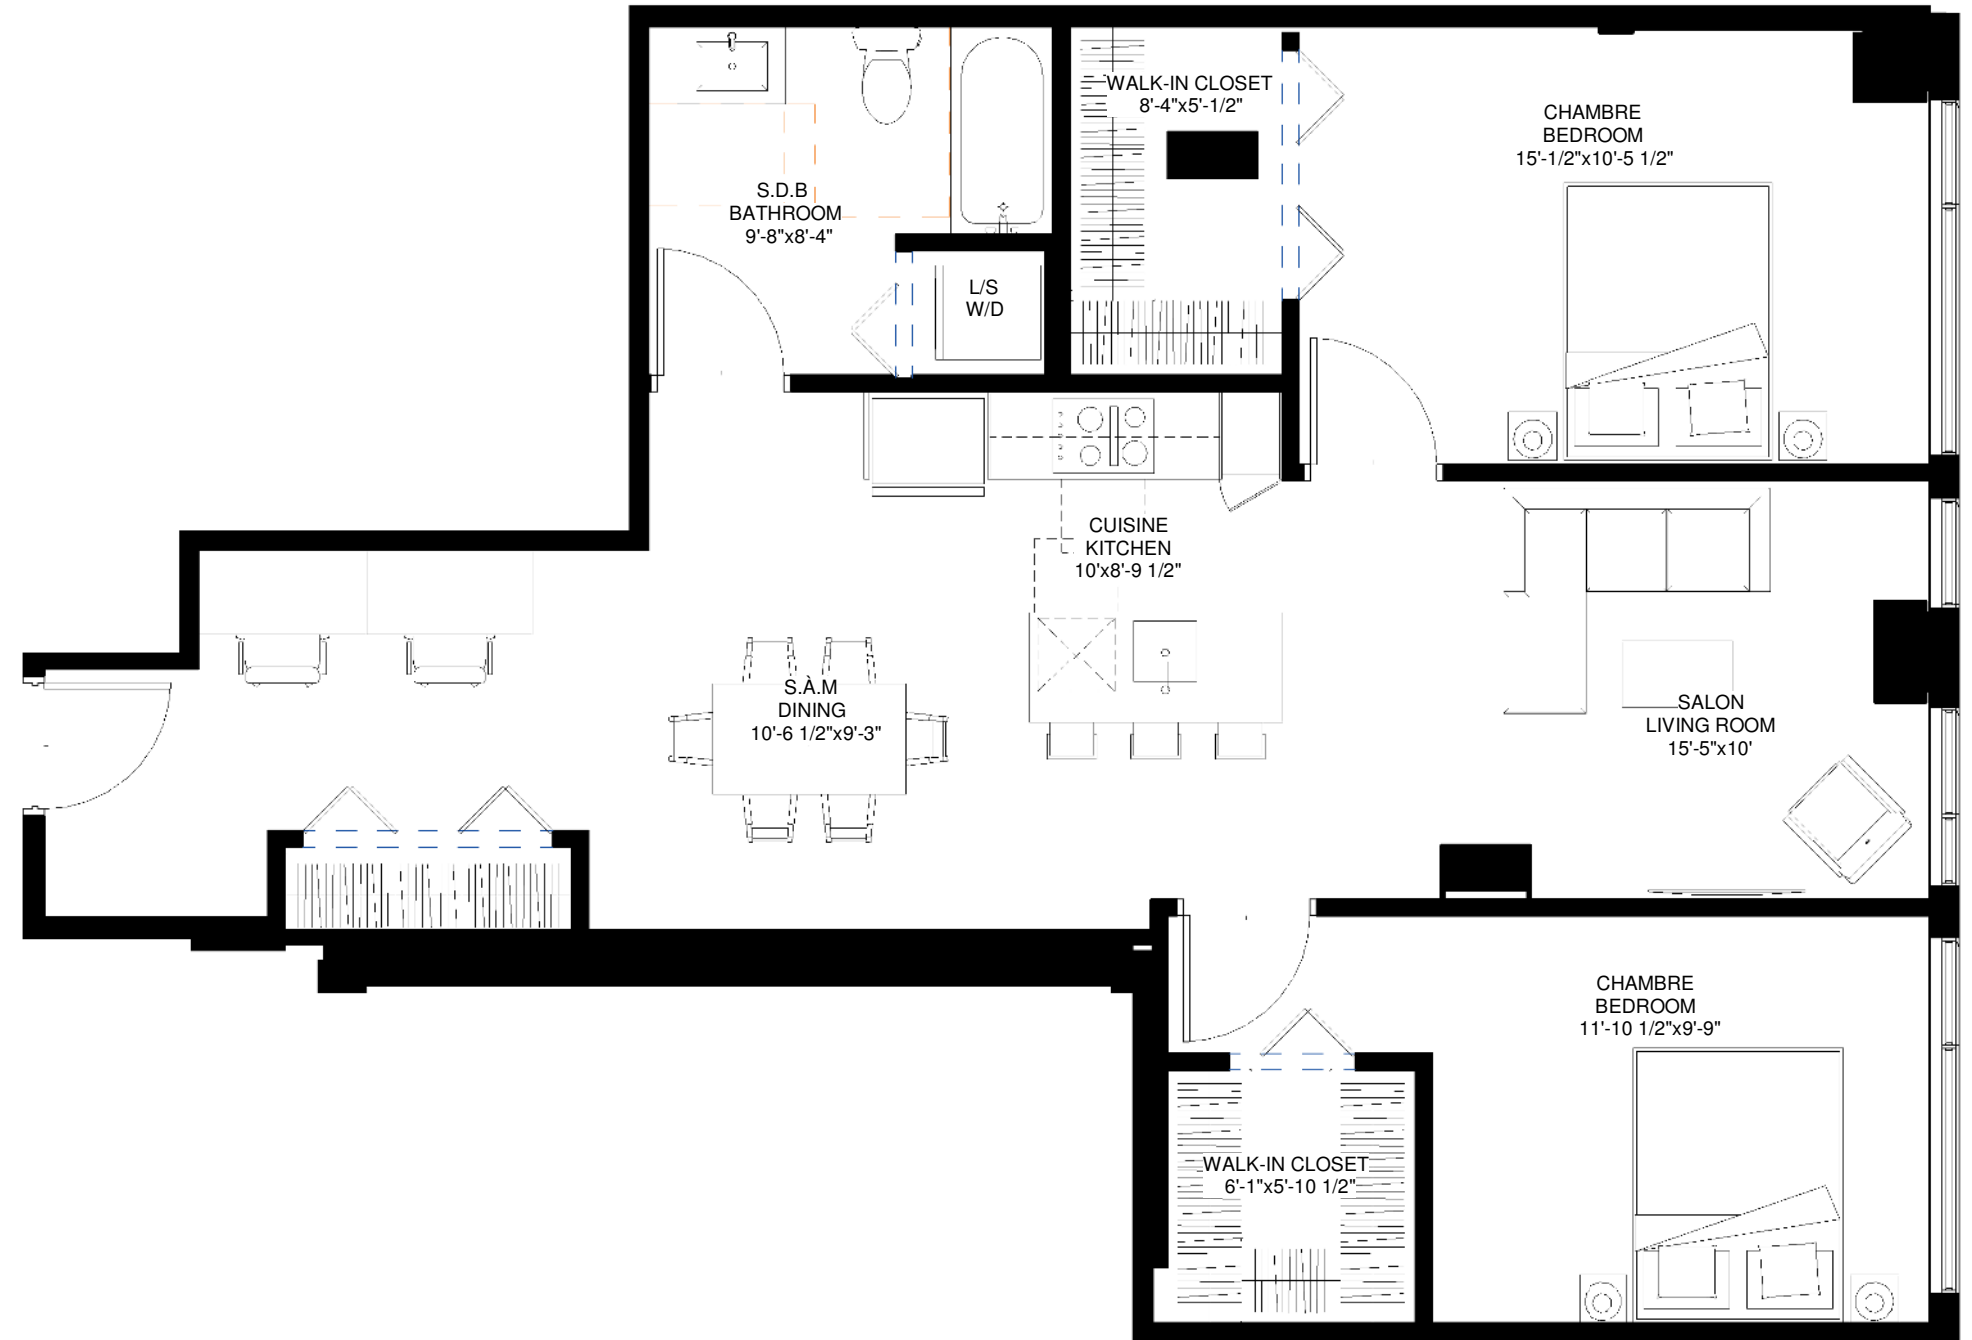 WALK-IN CLOSET
8'-4"x5'-1/2"
CHAMBRE
BEDROOM
15'-1/2"x10'-5 1/2"
S.D.B
BATHROOM
9'-8"x8'-4"
L/S
W/D
CUISINE
KITCHEN
10'x8'-9 1/2"
S.À.M
DINING
10'-6 1/2"x9'-3"
SALON
LIVING ROOM
15'-5"x10'
CHAMBRE
BEDROOM
11'-10 1/2"x9'-9"
WALK-IN CLOSET
6'-1"x5'-10 1/2"